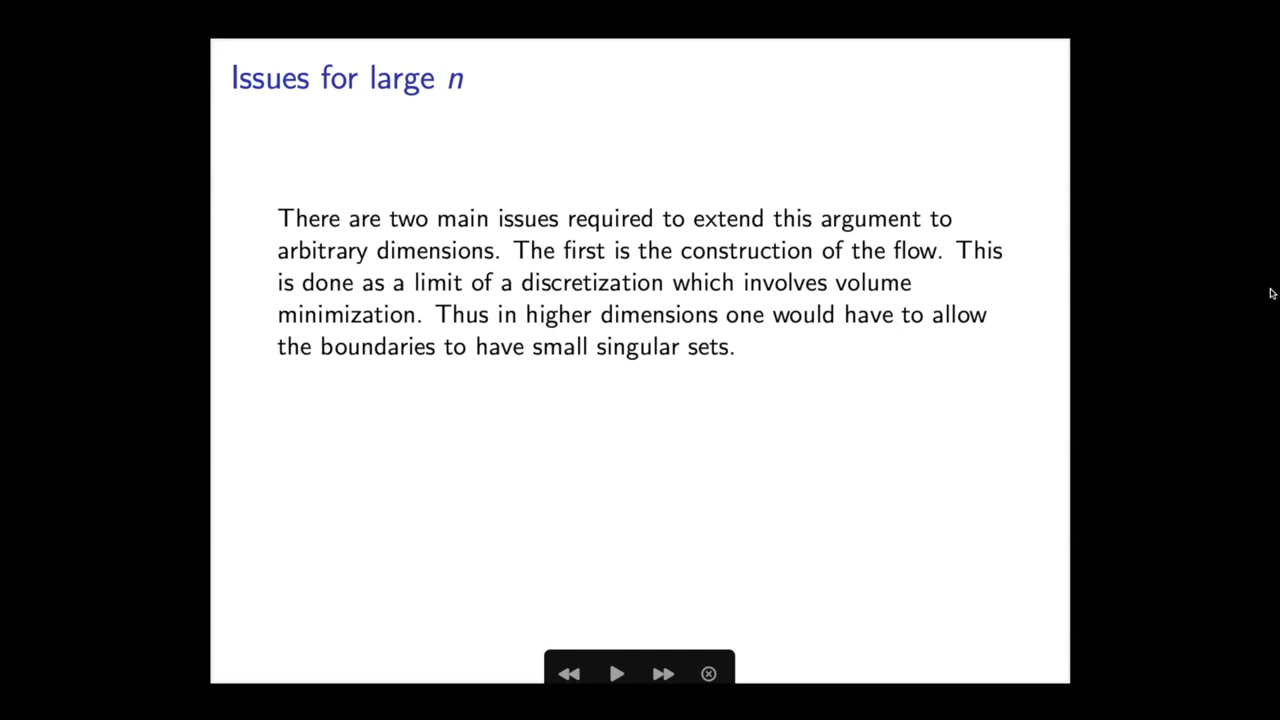 Issues for large n
There are two main issues required to extend this argument to
arbitrary dimensions. The first is the construction of the flow. This
is done as a limit of a discretization which involves volume
minimization. Thus in higher dimensions one would have to allow
the boundaries to have small singular sets.